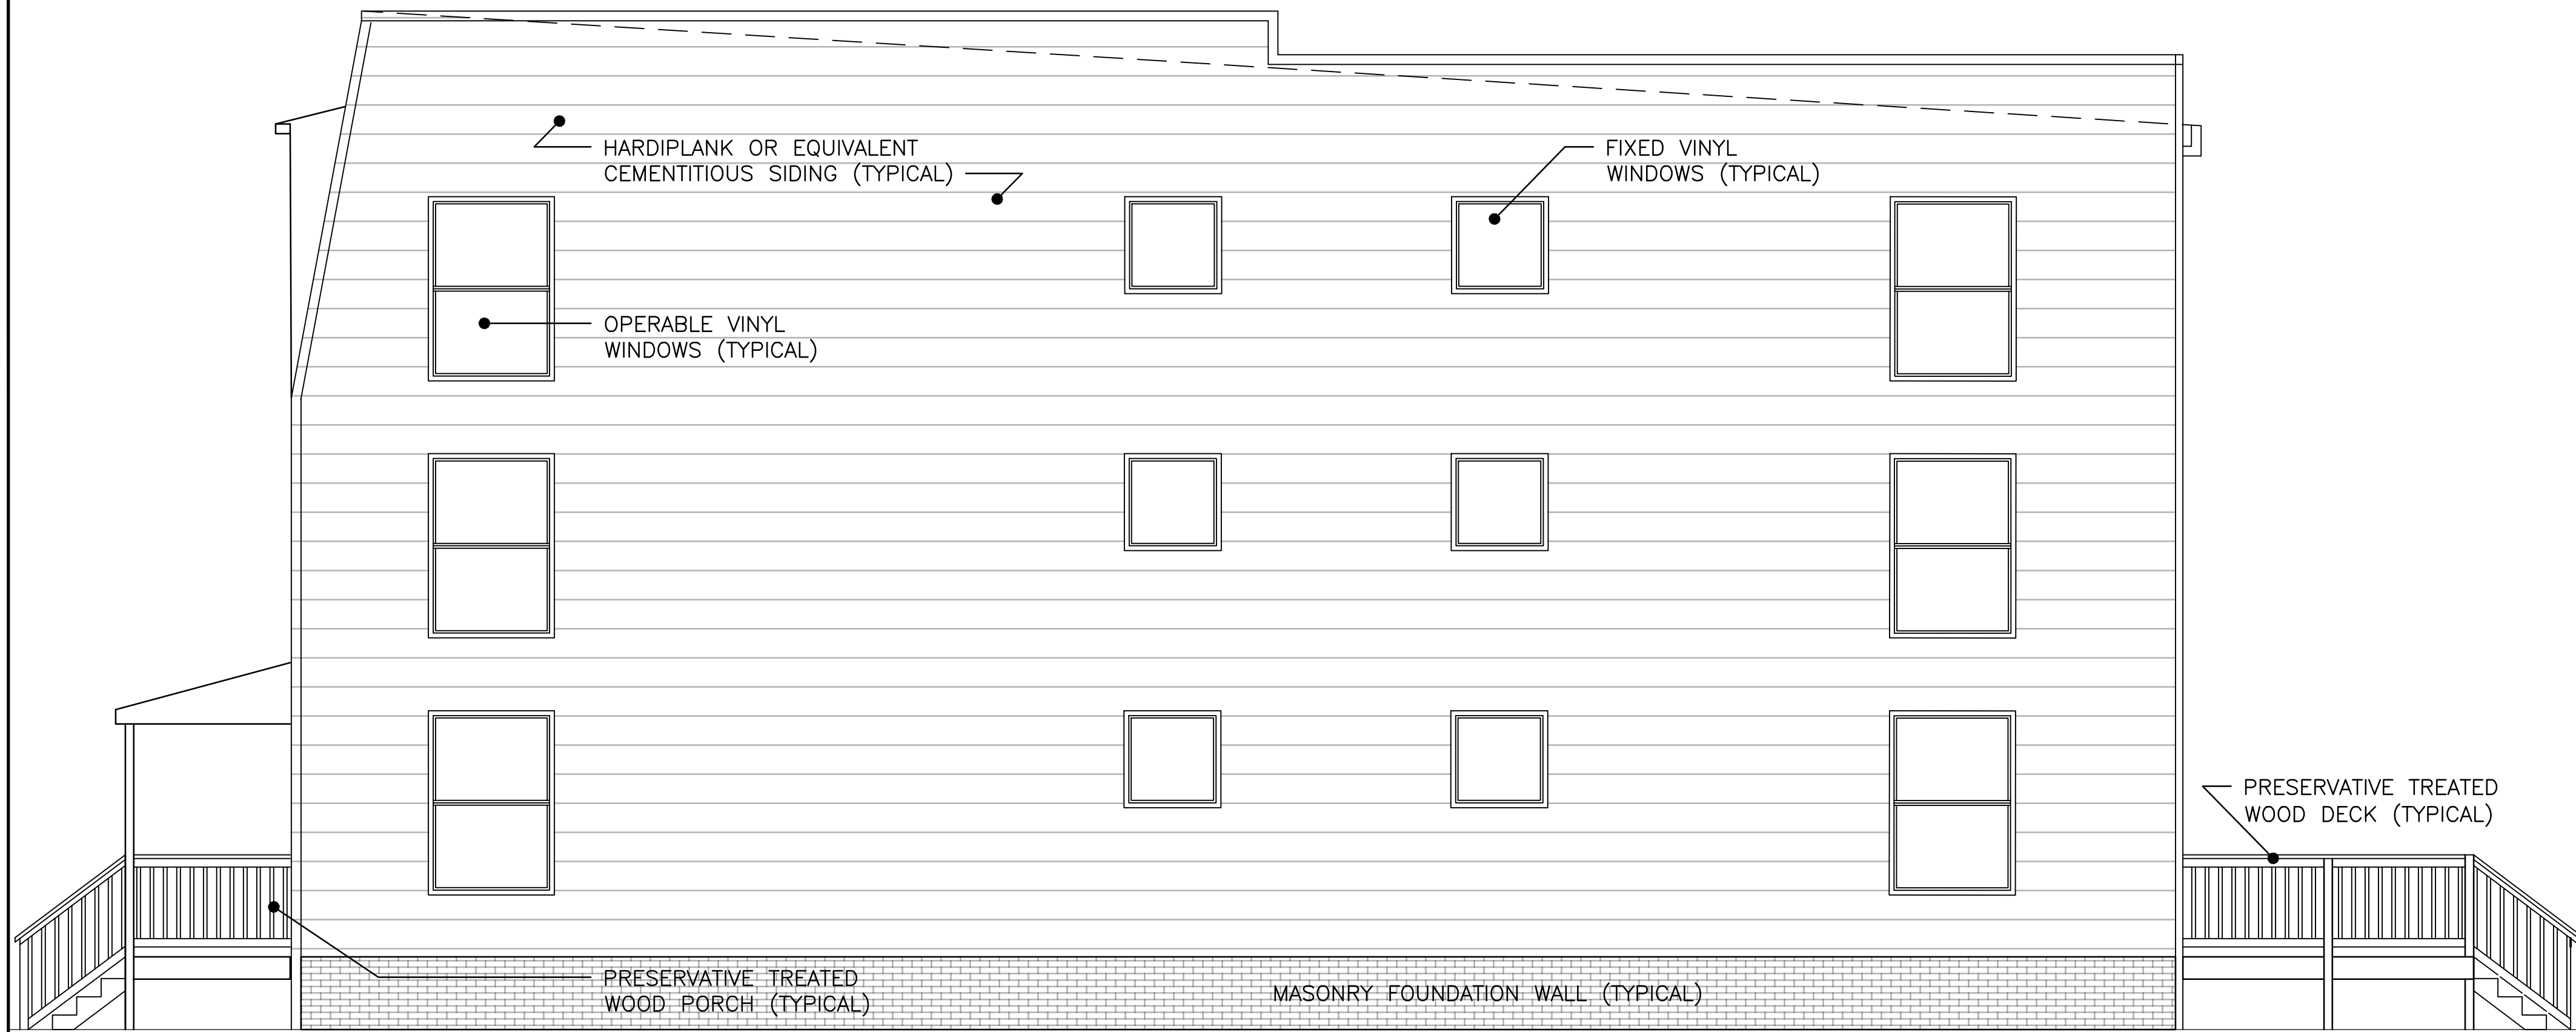 HARDIPLANK OR EQUIVALENT
CEMENTITIOUS SIDING (TYPICAL)
FIXED VINYL
WINDOWS (TYPICAL)
OPERABLE VINYL
WINDOWS (TYPICAL)
PRESERVATIVE TREATED
WOOD DECK (TYPICAL)
PRESERVATIVE TREATED
WOOD PORCH (TYPICAL)
MASONRY FOUNDATION WALL (TYPICAL)